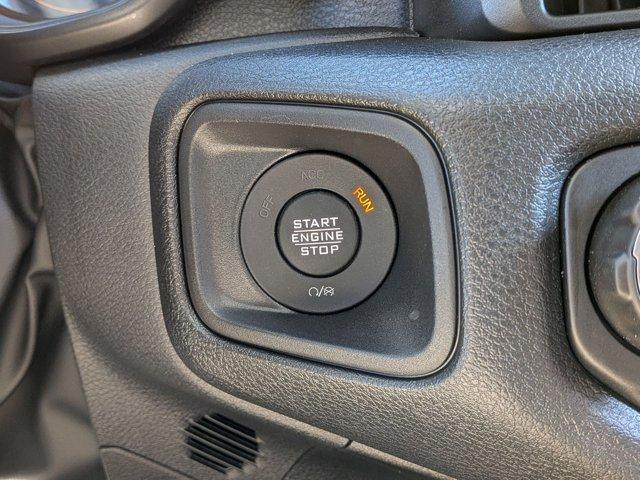 ACC
OFF
RUN
START
ENGINE
STOP